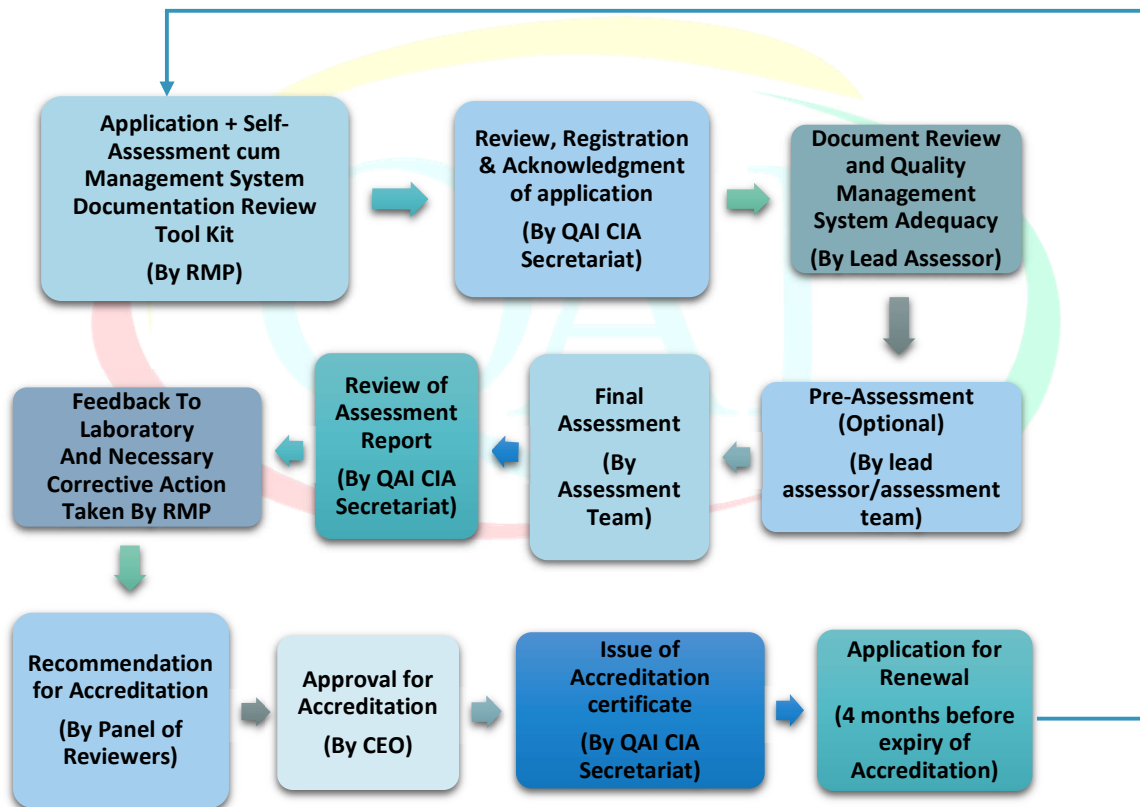 Application + Self-
Assessment cum
Management System
Documentation Review
Tool Kit
(By RMP)
Review, Registration
& Acknowledgment
of application
(By QAI CIA
Secretariat)
Document Review
and Quality
Management
System Adequacy
(By Lead Assessor)
Pre-Assessment
(Optional)
(By lead
assessor/assessment
team)
Final
Assessment
(By
Assessment
Team)
Review of
Assessment
Report
(By QAI CIA
Secretariat)
Feedback To
Laboratory
And Necessary
Corrective Action
Taken By RMP
Recommendation
for Accreditation
(By Panel of
Reviewers)
Approval for
Accreditation
(By CEO)
Issue of
Accreditation
certificate
(By QAI CIA
Secretariat)
Application for
Renewal
(4 months before
expiry of
Accreditation)
QAI